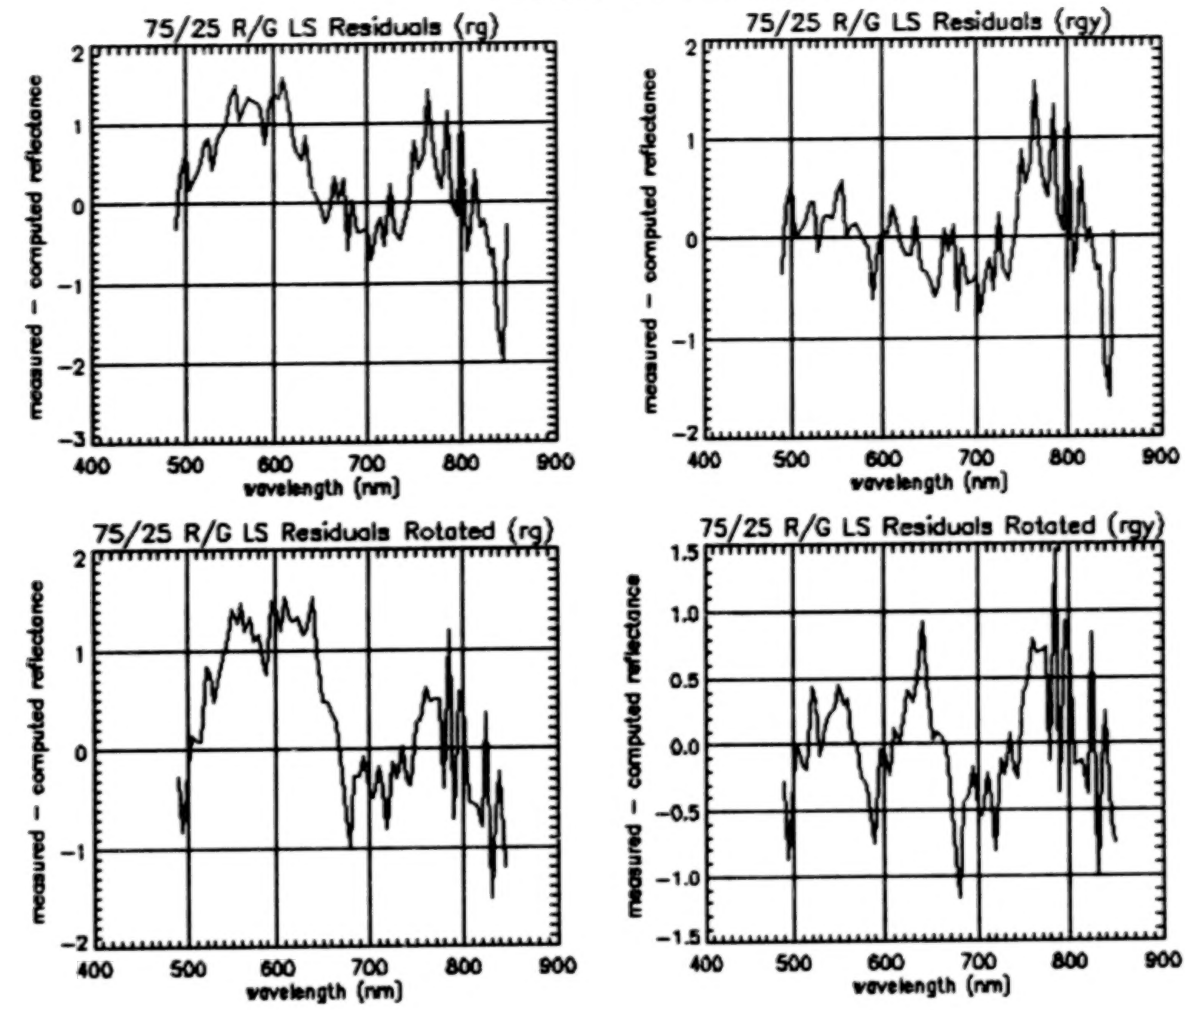 75/25 R/G LS Residuals (rg)
measured - computed reflectance
2
1
0
-1
-2
-3
400 500 600 700 800 900
wavelength (nm)
75/25 R/G LS Residuals (rgy)
measured - computed reflectance
2
1
0
-1
-2
400 500 600 700 800 900
wavelength (nm)
75/25 R/G LS Residuals Rotated (rg)
measured - computed reflectance
2
1
0
-1
-2
400 500 600 700 800 900
wavelength (nm)
75/25 R/G LS Residuals Rotated (rgy)
measured - computed reflectance
1.5
1.0
0.5
0.0
-0.5
-1.0
-1.5
400 500 600 700 800 900
wavelength (nm)